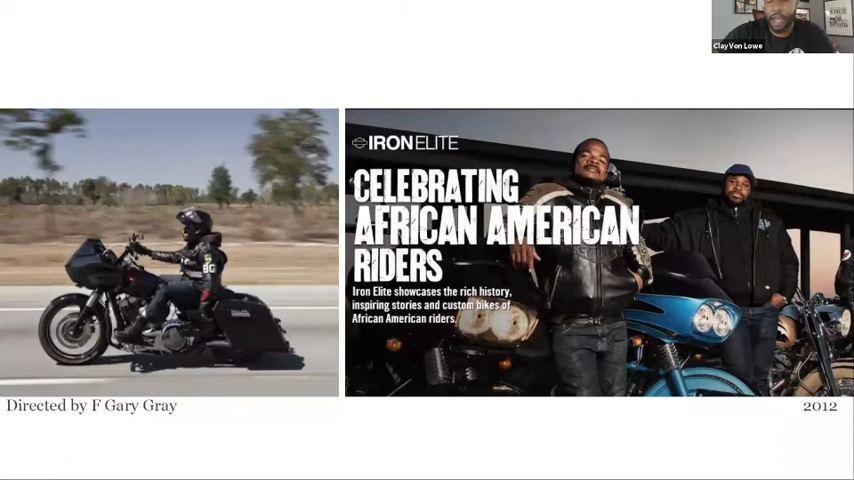 Clay Von Lowe
IRON ELITE
CELEBRATING
AFRICAN AMERICAN
RIDERS
Iron Elite showcases the rich history,
inspiring stories and custom bikes of
African American riders.
BG
Directed by F Gary Gray
2012